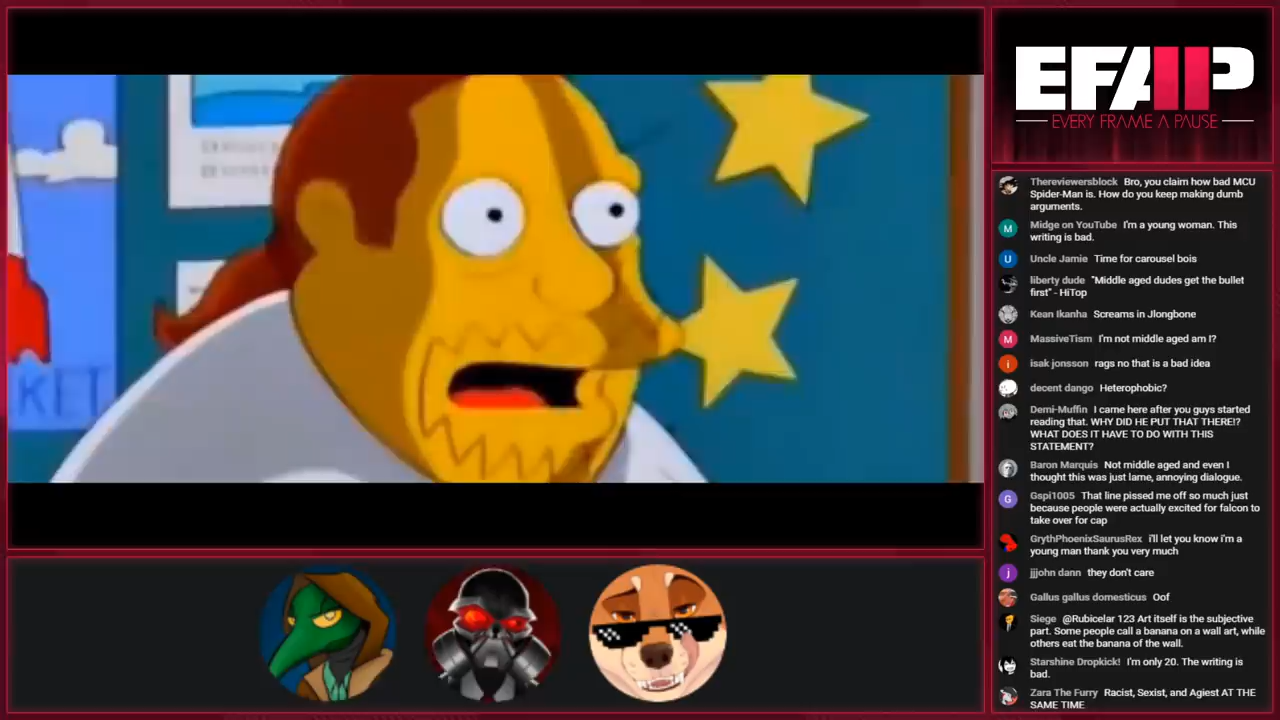 KET
EFAP
EVERY FRAME A PAUSE
Thereviewersblock Bro, you claim how bad MCU
Spider-Man is. How do you keep making dumb
arguments.
M
Midge on YouTube I'm a young woman. This
writing is bad.
U
Uncle Jamie Time for carousel bois
liberty dude "Middle aged dudes get the bullet
first" - HiTop
Kean Ikanha Screams in Jlongbone
M
MassiveTism I'm not middle aged am I?
i
isak jonsson rags no that is a bad idea
decent dango Heterophobic?
Demi-Muffin I came here after you guys started
reading that. WHY DID HE PUT THAT THERE!?
WHAT DOES IT HAVE TO DO WITH THIS
STATEMENT?
Baron Marquis Not middle aged and even I
thought this was just lame, annoying dialogue.
G
Gspi1005 That line pissed me off so much just
because people were actually excited for falcon to
take over for cap
GrythPhoenixSaurusRex i'll let you know i'm a
young man thank you very much
j
jjjohn dann they don't care
Gallus gallus domesticus Oof
Siege @Rubicelar 123 Art itself is the subjective
part. Some people call a banana on a wall art, while
others eat the banana of the wall.
Starshine Dropkick! I'm only 20. The writing is
bad.
Zara The Furry Racist, Sexist, and Agiest AT THE
SAME TIME